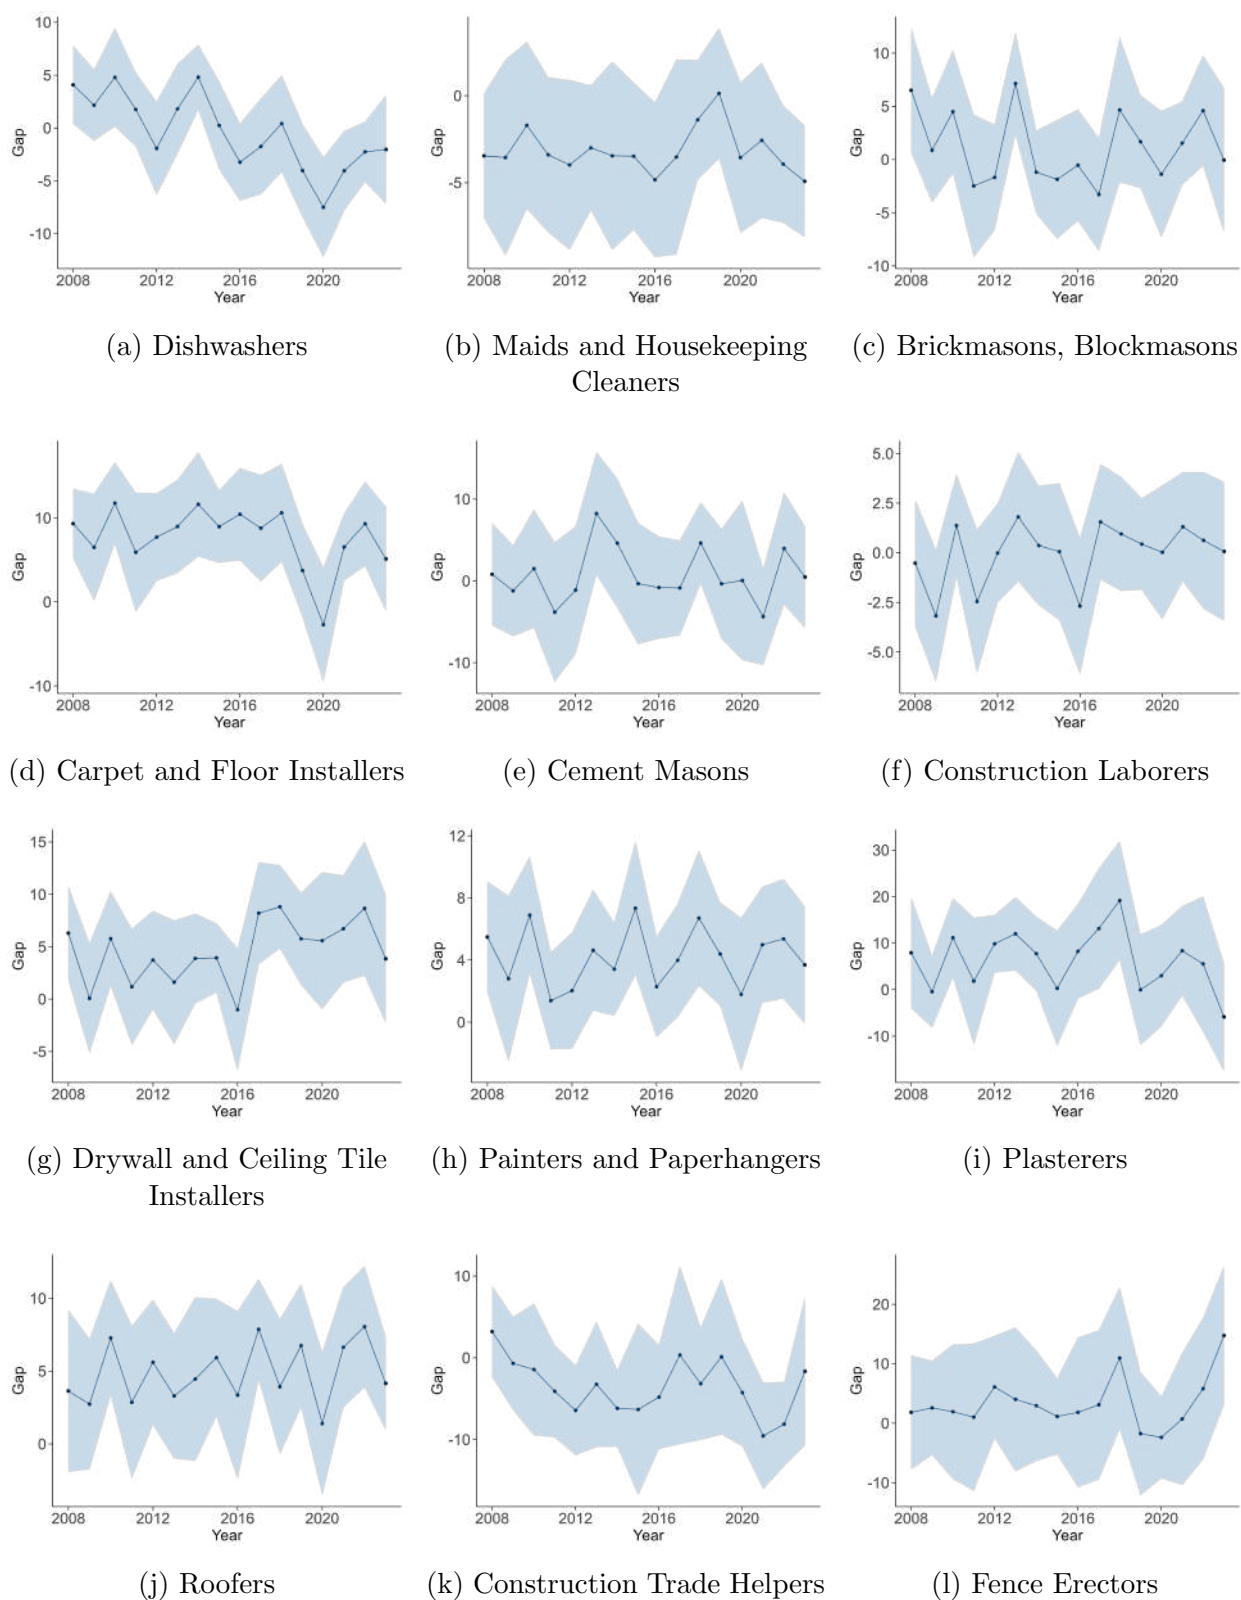 10
5
0
-5
-10
Gap
2008 2012 2016 2020
Year
(a) Dishwashers
0
-5
Gap
2008 2012 2016 2020
Year
(b) Maids and Housekeeping
Cleaners
10
5
0
-5
-10
Gap
2008 2012 2016 2020
Year
(c) Brickmasons, Blockmasons
10
0
-10
Gap
2008 2012 2016 2020
Year
(d) Carpet and Floor Installers
10
0
-10
Gap
2008 2012 2016 2020
Year
(e) Cement Masons
5.0
2.5
0.0
-2.5
-5.0
Gap
2008 2012 2016 2020
Year
(f) Construction Laborers
15
10
5
0
-5
Gap
2008 2012 2016 2020
Year
(g) Drywall and Ceiling Tile
Installers
12
8
4
0
Gap
2008 2012 2016 2020
Year
(h) Painters and Paperhangers
30
20
10
0
-10
Gap
2008 2012 2016 2020
Year
(i) Plasterers
10
5
0
Gap
2008 2012 2016 2020
Year
(j) Roofers
10
0
-10
Gap
2008 2012 2016 2020
Year
(k) Construction Trade Helpers
20
10
0
-10
Gap
2008 2012 2016 2020
Year
(l) Fence Erectors